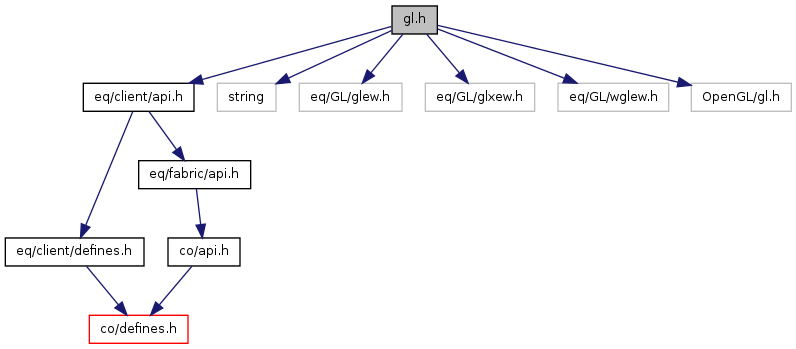 gl.h
eq/client/api.h
string
eq/GL/glew.h
eq/GL/glxew.h
eq/GL/wglew.h
OpenGL/gl.h
eq/fabric/api.h
eq/client/defines.h
co/api.h
co/defines.h